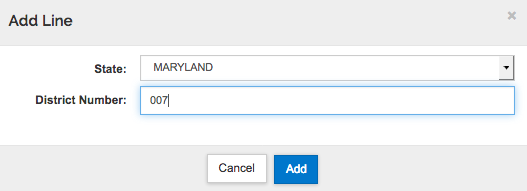 Add Line
×
State: MARYLAND
District Number: 007
Cancel Add